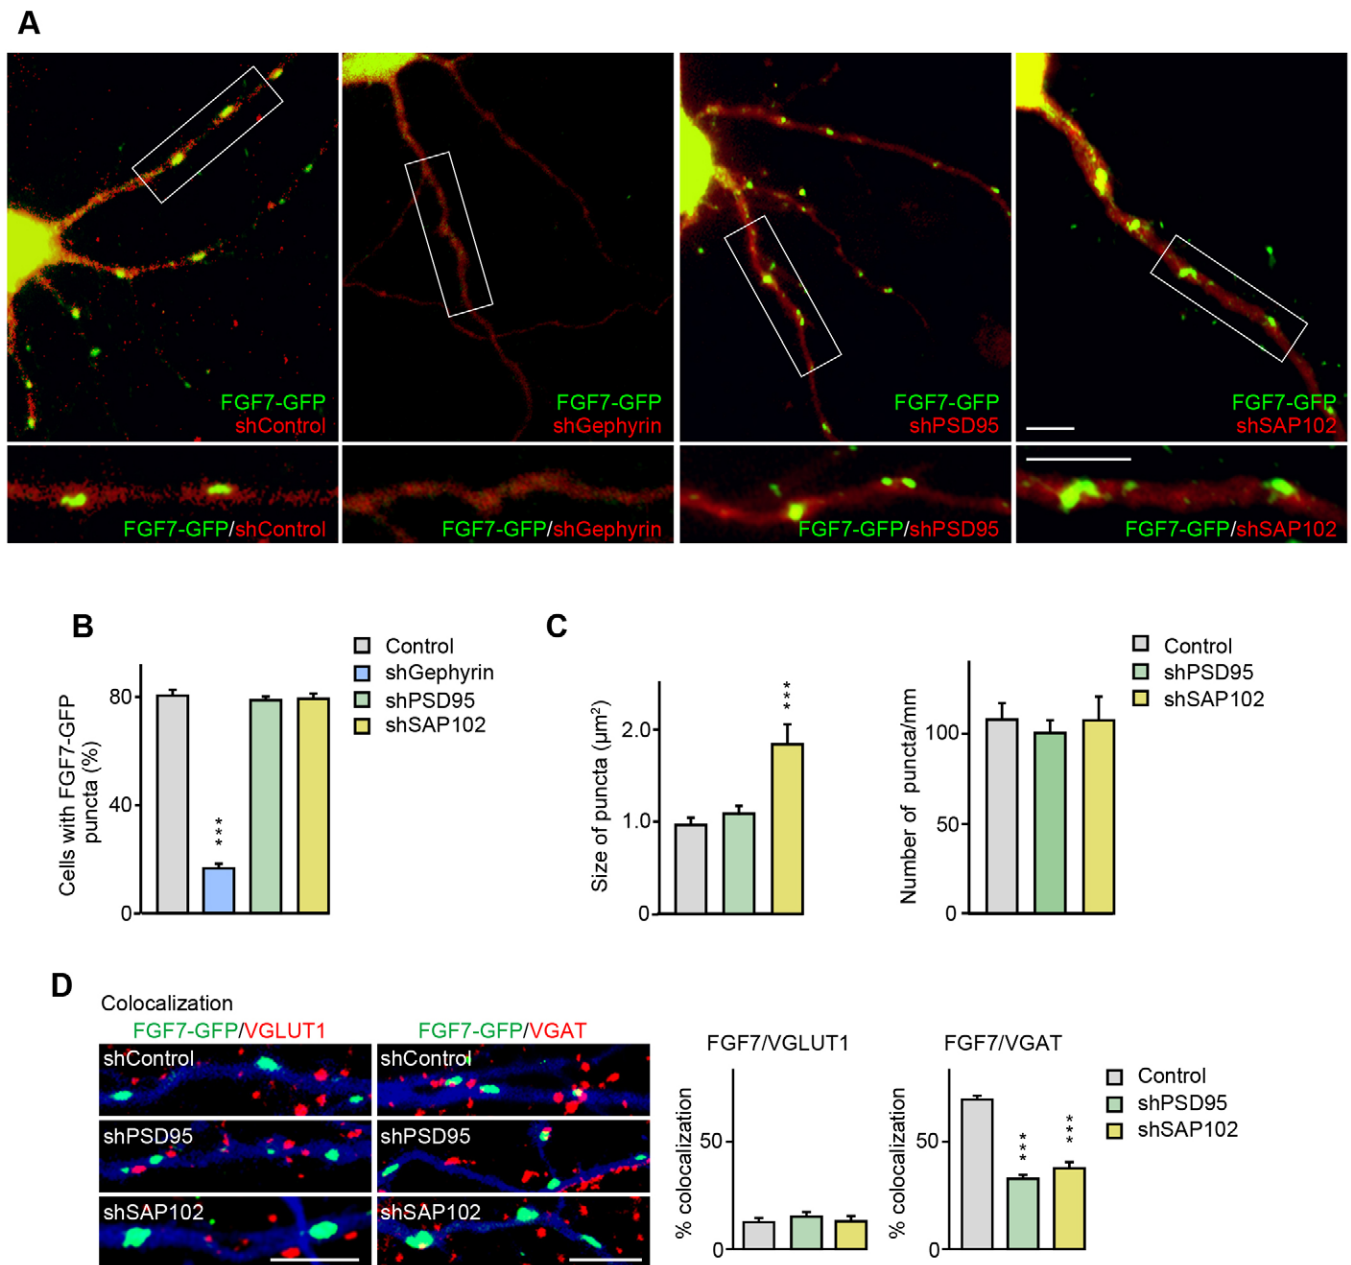 A
FGF7-GFP
shControl
FGF7-GFP
shGephyrin
FGF7-GFP
shPSD95
FGF7-GFP
shSAP102
FGF7-GFP/shControl
FGF7-GFP/shGephyrin
FGF7-GFP/shPSD95
FGF7-GFP/shSAP102
B
Cells with FGF7-GFP
puncta (%)
80
40
0
***
Control
shGephyrin
shPSD95
shSAP102
C
Size of puncta (μm²)
2.0
1.0
0
***
Number of puncta/mm
100
50
0
Control
shPSD95
shSAP102
D
Colocalization
FGF7-GFP/VGLUT1
FGF7-GFP/VGAT
shControl
shControl
shPSD95
shPSD95
shSAP102
shSAP102
FGF7/VGLUT1
% colocalization
50
0
FGF7/VGAT
% colocalization
50
0
***
***
Control
shPSD95
shSAP102